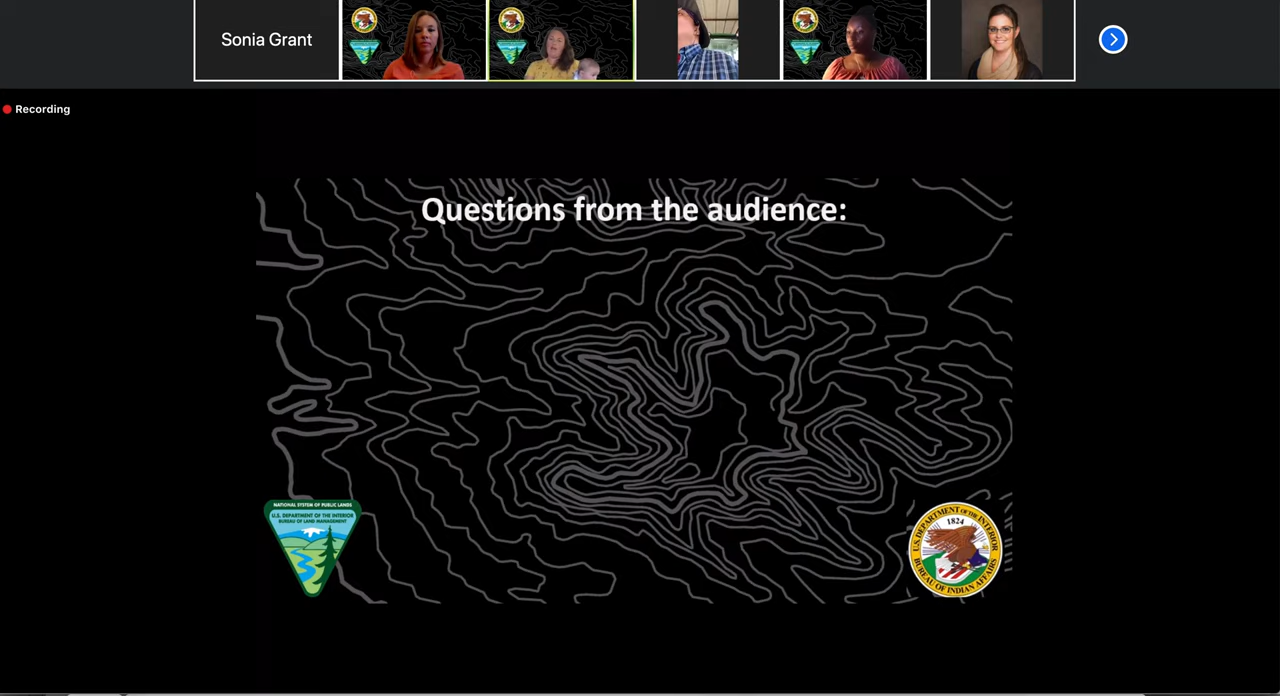 Sonia Grant
Recording
Questions from the audience:
NATIONAL SYSTEM OF PUBLIC LANDS
U.S. DEPARTMENT OF THE INTERIOR
BUREAU OF LAND MANAGEMENT
U.S. DEPARTMENT OF THE INTERIOR
1824
BUREAU OF INDIAN AFFAIRS